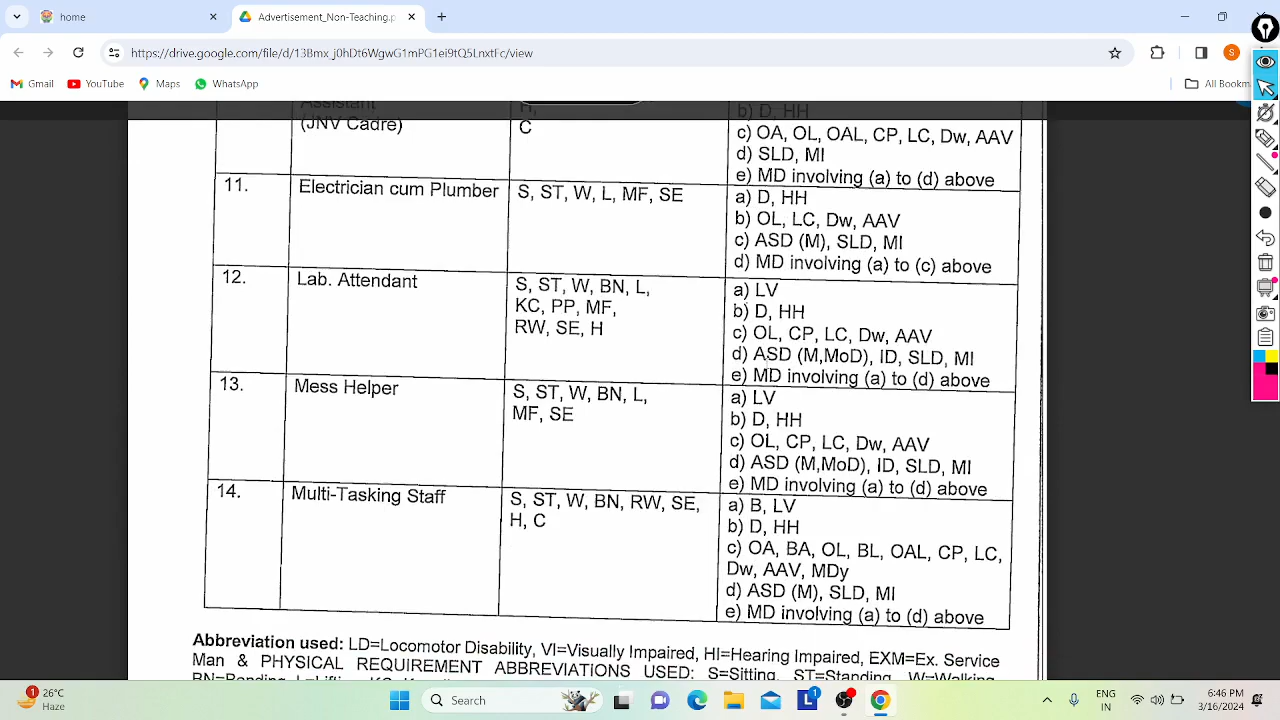 home
Advertisement_Non-Teaching.p
https://drive.google.com/file/d/13Bmx_j0hDt6WgwG1mPG1ei9tQ5LnxtFc/view
Gmail YouTube Maps WhatsApp All Bookm
Assistant
(JNV Cadre)
H,
C
b) D, HH
c) OA, OL, OAL, CP, LC, Dw, AAV
d) SLD, MI
e) MD involving (a) to (d) above
11. Electrician cum Plumber S, ST, W, L, MF, SE
a) D, HH
b) OL, LC, Dw, AAV
c) ASD (M), SLD, MI
d) MD involving (a) to (c) above
12. Lab. Attendant
S, ST, W, BN, L,
KC, PP, MF,
RW, SE, H
a) LV
b) D, HH
c) OL, CP, LC, Dw, AAV
d) ASD (M,MoD), ID, SLD, MI
e) MD involving (a) to (d) above
13. Mess Helper
S, ST, W, BN, L,
MF, SE
a) LV
b) D, HH
c) OL, CP, LC, Dw, AAV
d) ASD (M,MoD), ID, SLD, MI
e) MD involving (a) to (d) above
14. Multi-Tasking Staff
S, ST, W, BN, RW, SE,
H, C
a) B, LV
b) D, HH
c) OA, BA, OL, BL, OAL, CP, LC,
Dw, AAV, MDy
d) ASD (M), SLD, MI
e) MD involving (a) to (d) above
Abbreviation used: LD=Locomotor Disability, VI=Visually Impaired, HI=Hearing Impaired, EXM=Ex. Service
Man & PHYSICAL REQUIREMENT ABBREVIATIONS USED: S=Sitting, ST=Standing, W=Walking,
26°C
Haze
Search
ENG
IN
6:46 PM
3/16/2024